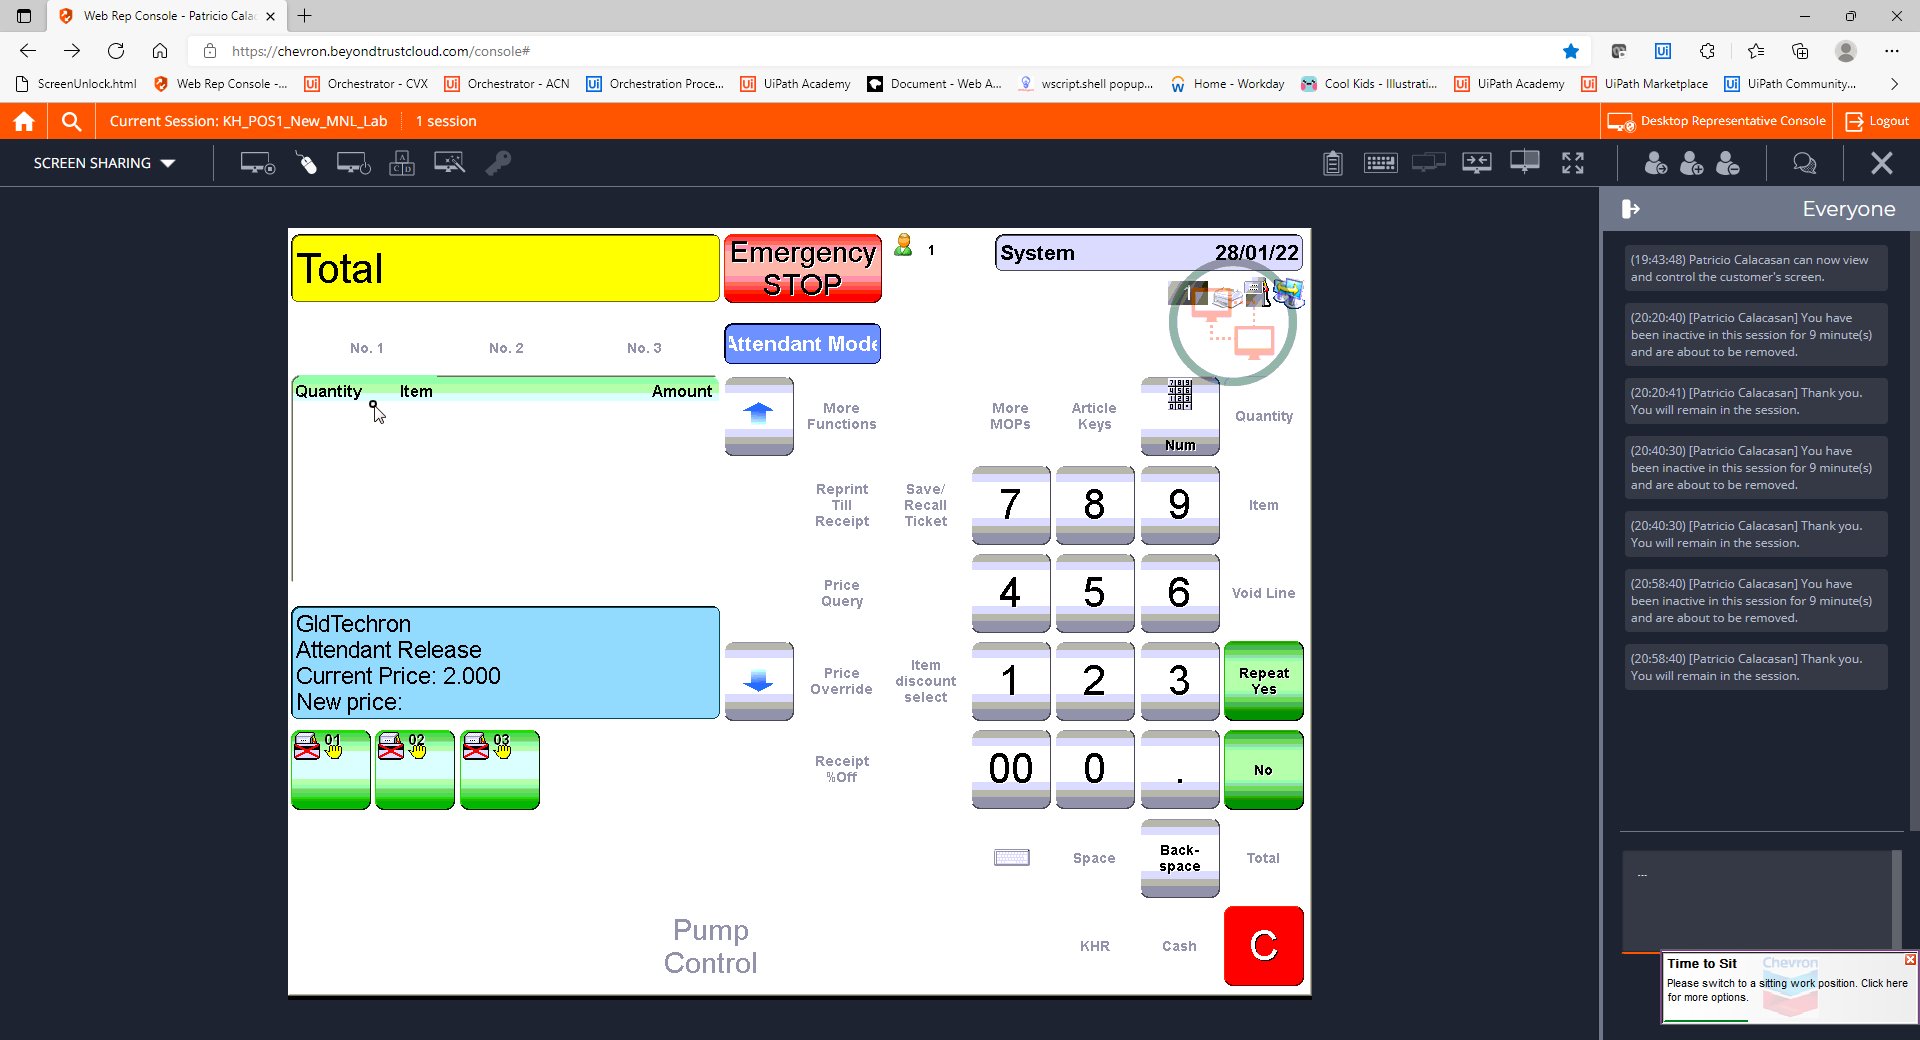 Web Rep Console - Patricio Cala
https://chevron.beyondtrustcloud.com/console#
ScreenUnlock.html
Web Rep Console -...
Orchestrator - CVX
Orchestrator - ACN
Orchestration Proce...
UiPath Academy
Document - Web A...
wscript.shell popup...
Home - Workday
Cool Kids - Illustrati...
UiPath Academy
UiPath Marketplace
UiPath Community...
Current Session: KH_POS1_New_MNL_Lab
1 session
Desktop Representative Console
Logout
SCREEN SHARING
Everyone
(19:43:48) Patricio Calacasan can now view
and control the customer's screen.
(20:20:40) [Patricio Calacasan] You have
been inactive in this session for 9 minute(s)
and are about to be removed.
(20:20:41) [Patricio Calacasan] Thank you.
You will remain in the session.
(20:40:30) [Patricio Calacasan] You have
been inactive in this session for 9 minute(s)
and are about to be removed.
(20:40:30) [Patricio Calacasan] Thank you.
You will remain in the session.
(20:58:40) [Patricio Calacasan] You have
been inactive in this session for 9 minute(s)
and are about to be removed.
(20:58:40) [Patricio Calacasan] Thank you.
You will remain in the session.
---
Total
Emergency
STOP
1
System 28/01/22
1
No. 1
No. 2
No. 3
Attendant Mode
Quantity Item Amount
More
Functions
More
MOPs
Article
Keys
Num
Quantity
Reprint
Till
Receipt
Save/
Recall
Ticket
7
8
9
Item
Price
Query
4
5
6
Void Line
GldTechron
Attendant Release
Current Price: 2.000
New price:
Price
Override
Item
discount
select
1
2
3
Repeat
Yes
01
02
03
Receipt
%Off
00
0
.
No
Space
Back-
space
Total
Pump
Control
KHR
Cash
C
Time to Sit
Chevron
Please switch to a sitting work position. Click here
for more options.